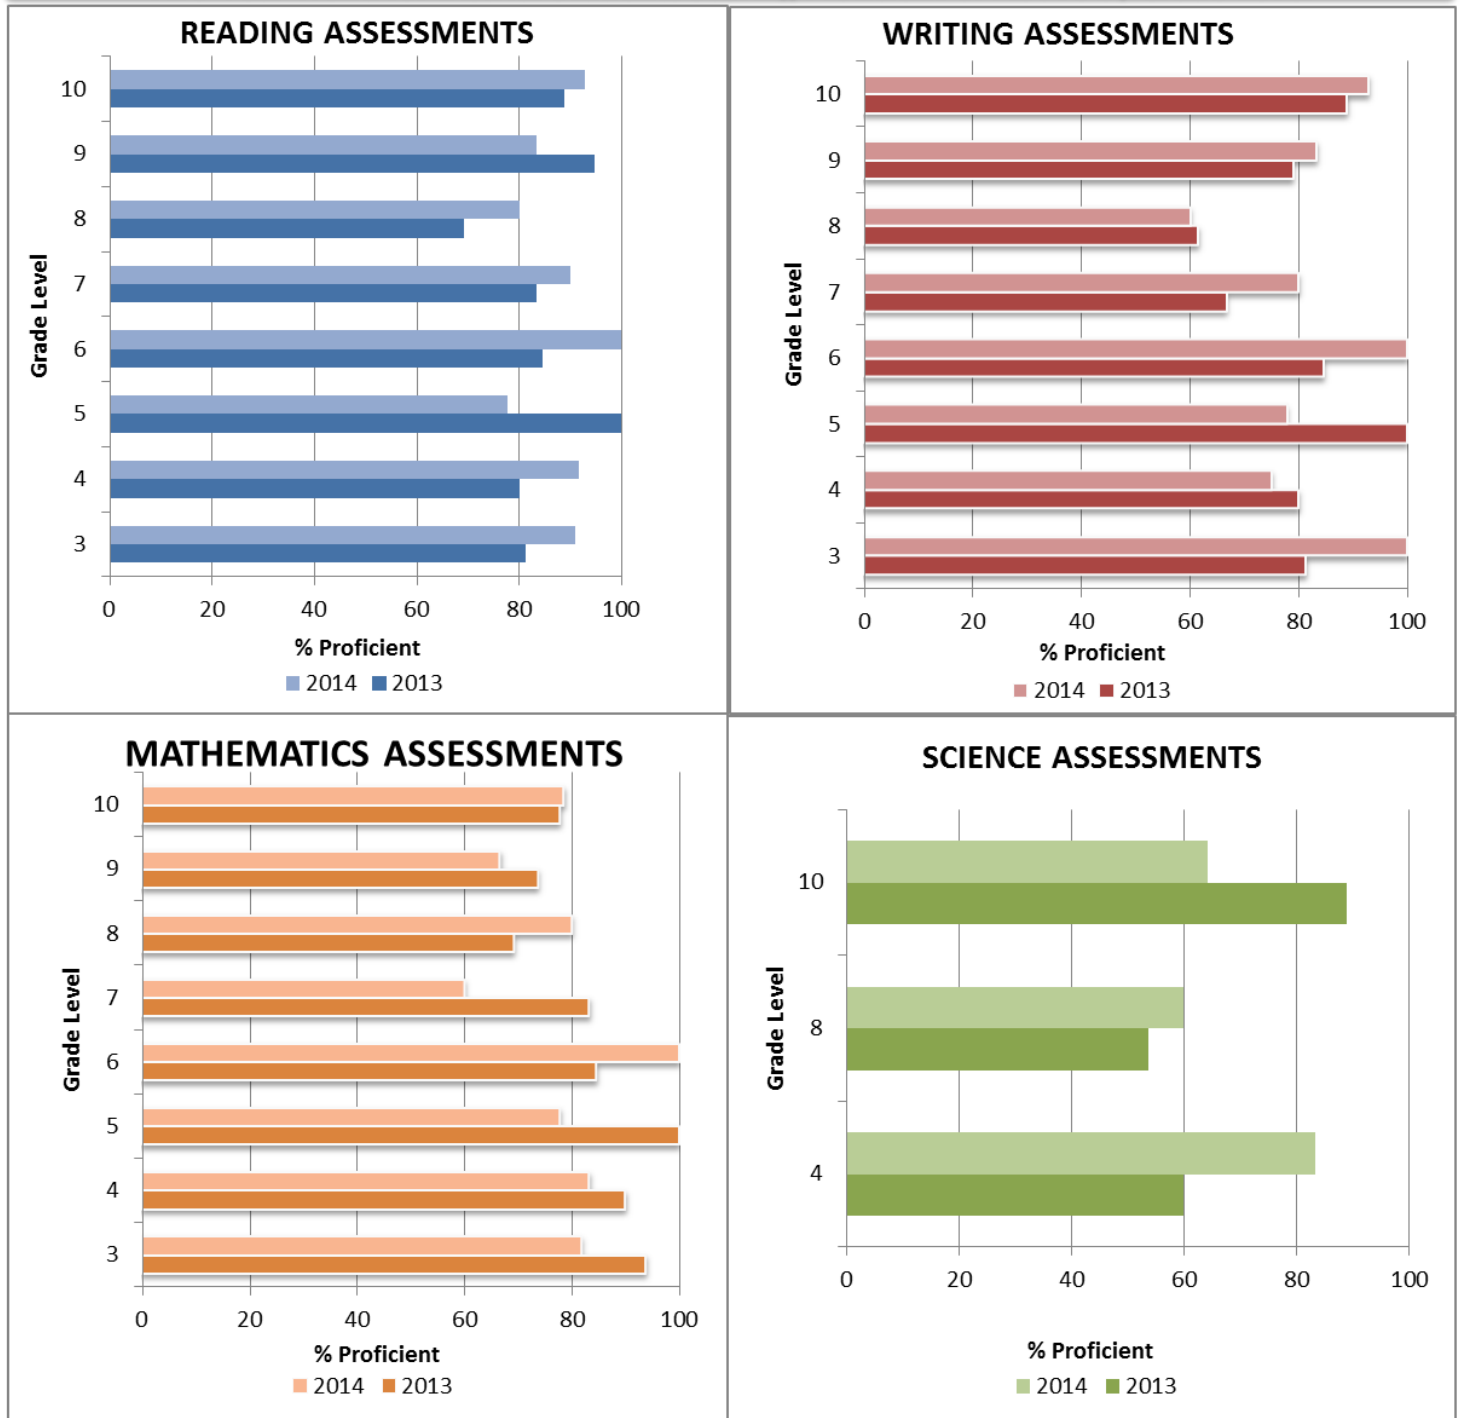 READING ASSESSMENTS
10
9
8
7
6
5
4
3
Grade Level
0 20 40 60 80 100
% Proficient
2014 2013
WRITING ASSESSMENTS
10
9
8
7
6
5
4
3
Grade Level
0 20 40 60 80 100
% Proficient
2014 2013
MATHEMATICS ASSESSMENTS
10
9
8
7
6
5
4
3
Grade Level
0 20 40 60 80 100
% Proficient
2014 2013
SCIENCE ASSESSMENTS
10
8
4
Grade Level
0 20 40 60 80 100
% Proficient
2014 2013